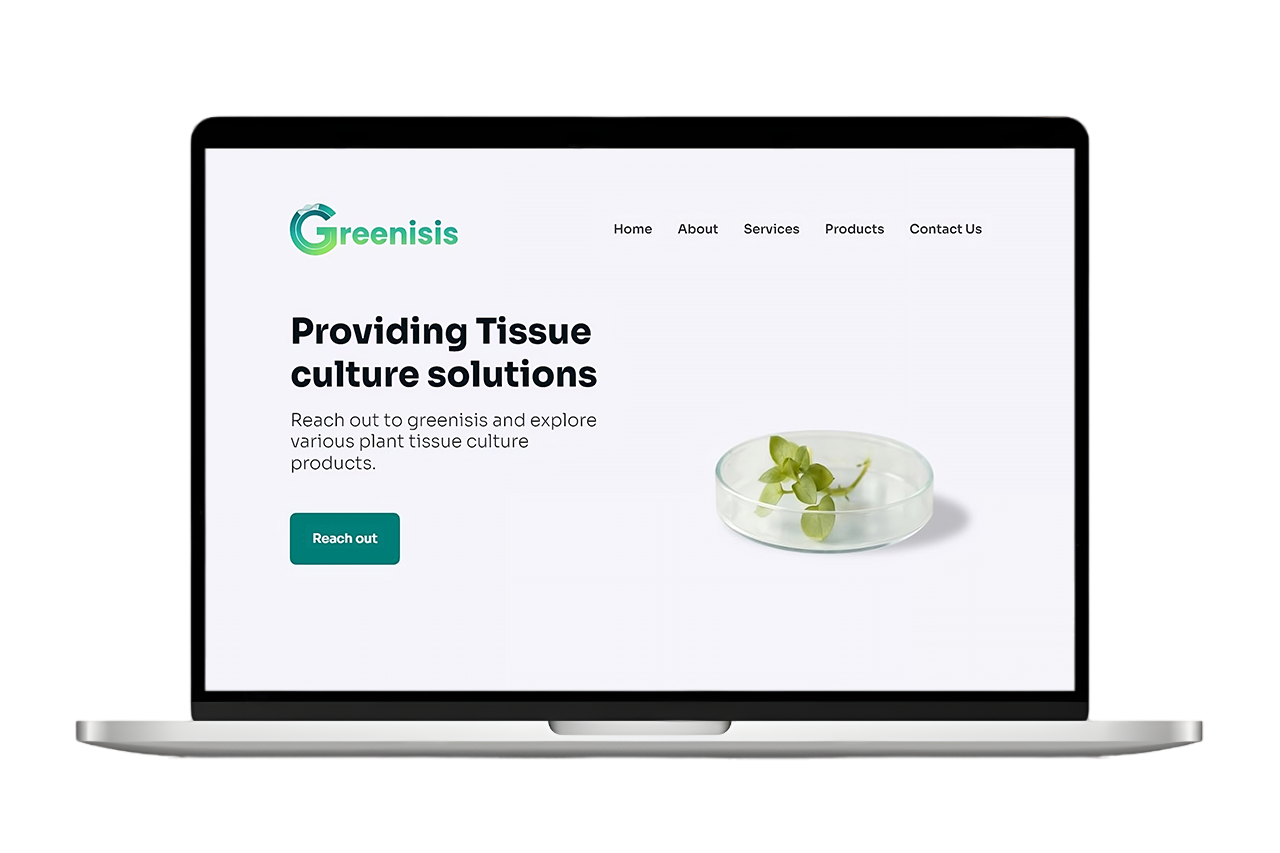 Greenisis
Home About Services Products Contact Us
Providing Tissue
culture solutions
Reach out to greenisis and explore
various plant tissue culture
products.
Reach out